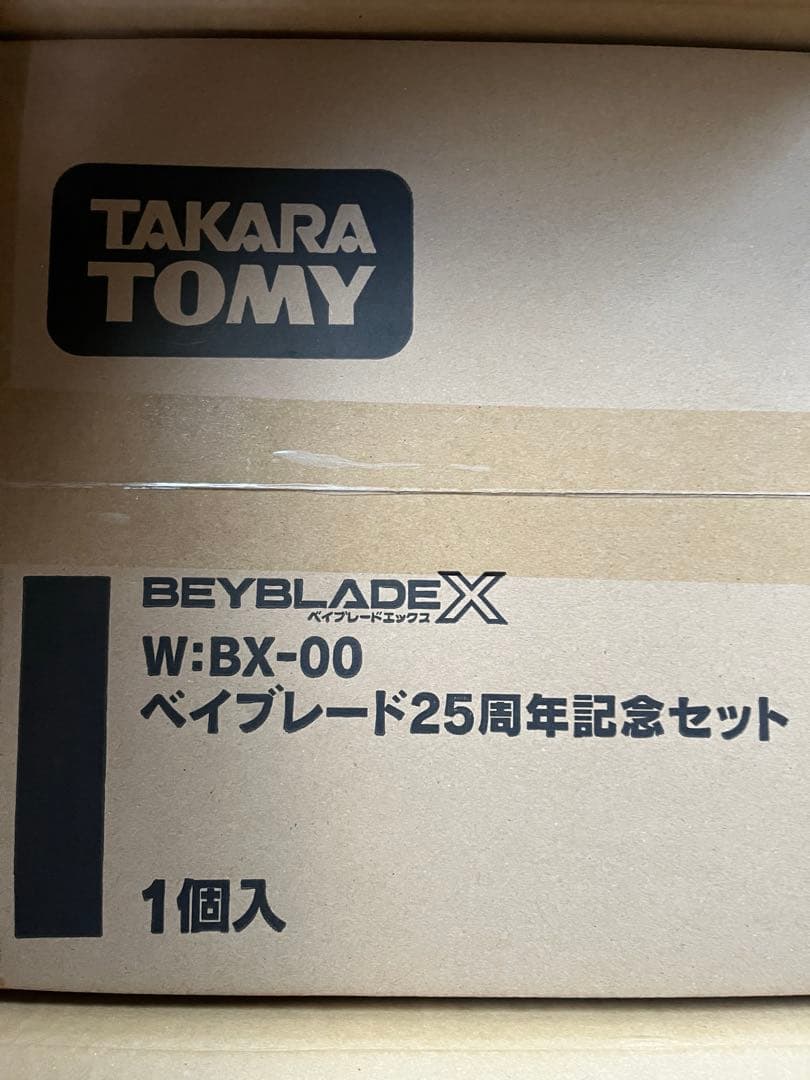 TAKARA
TOMY
BEYBLADE X
ベイブレードエックス
W:BX-00
ベイブレード25周年記念セット
1個入